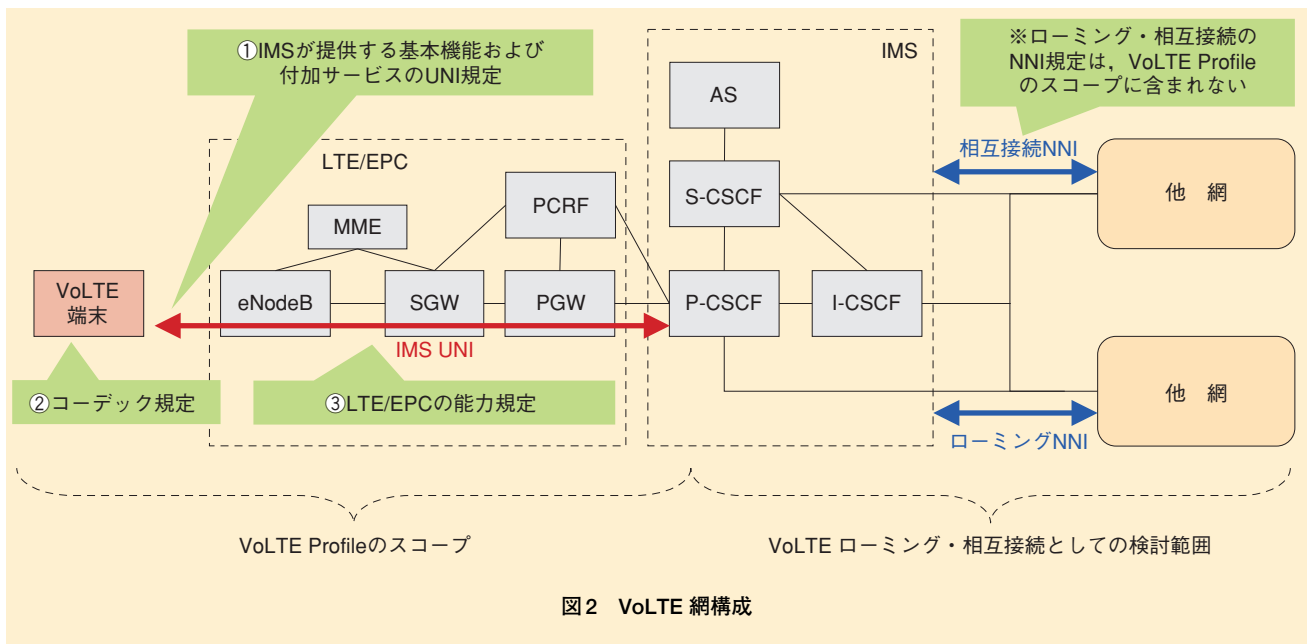 ①IMSが提供する基本機能および
付加サービスのUNI規定
IMS
※ローミング・相互接続の
NNI規定は，VoLTE Profile
のスコープに含まれない
AS
LTE/EPC
相互接続NNI
他　網
PCRF
S-CSCF
MME
VoLTE
端末
eNodeB
SGW
PGW
P-CSCF
I-CSCF
IMS UNI
②コーデック規定
③LTE/EPCの能力規定
他　網
ローミングNNI
VoLTE Profileのスコープ
VoLTE ローミング・相互接続としての検討範囲
図2　VoLTE 網構成